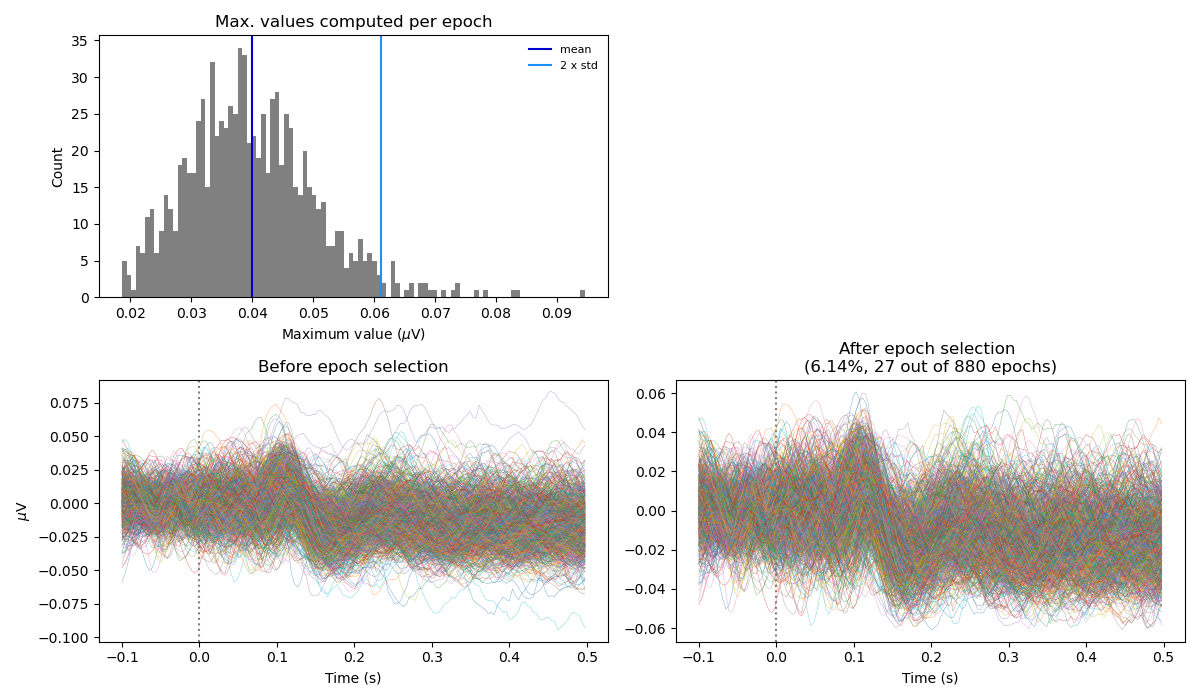 Max. values computed per epoch
35
30
25
20
15
10
5
0
Count
mean
2 x std
0.02 0.03 0.04 0.05 0.06 0.07 0.08 0.09
Maximum value (μV)
Before epoch selection
0.075
0.050
0.025
0.000
−0.025
−0.050
−0.075
−0.100
μV
−0.1 0.0 0.1 0.2 0.3 0.4 0.5
Time (s)
After epoch selection
(6.14%, 27 out of 880 epochs)
0.06
0.04
0.02
0.00
−0.02
−0.04
−0.06
−0.1 0.0 0.1 0.2 0.3 0.4 0.5
Time (s)